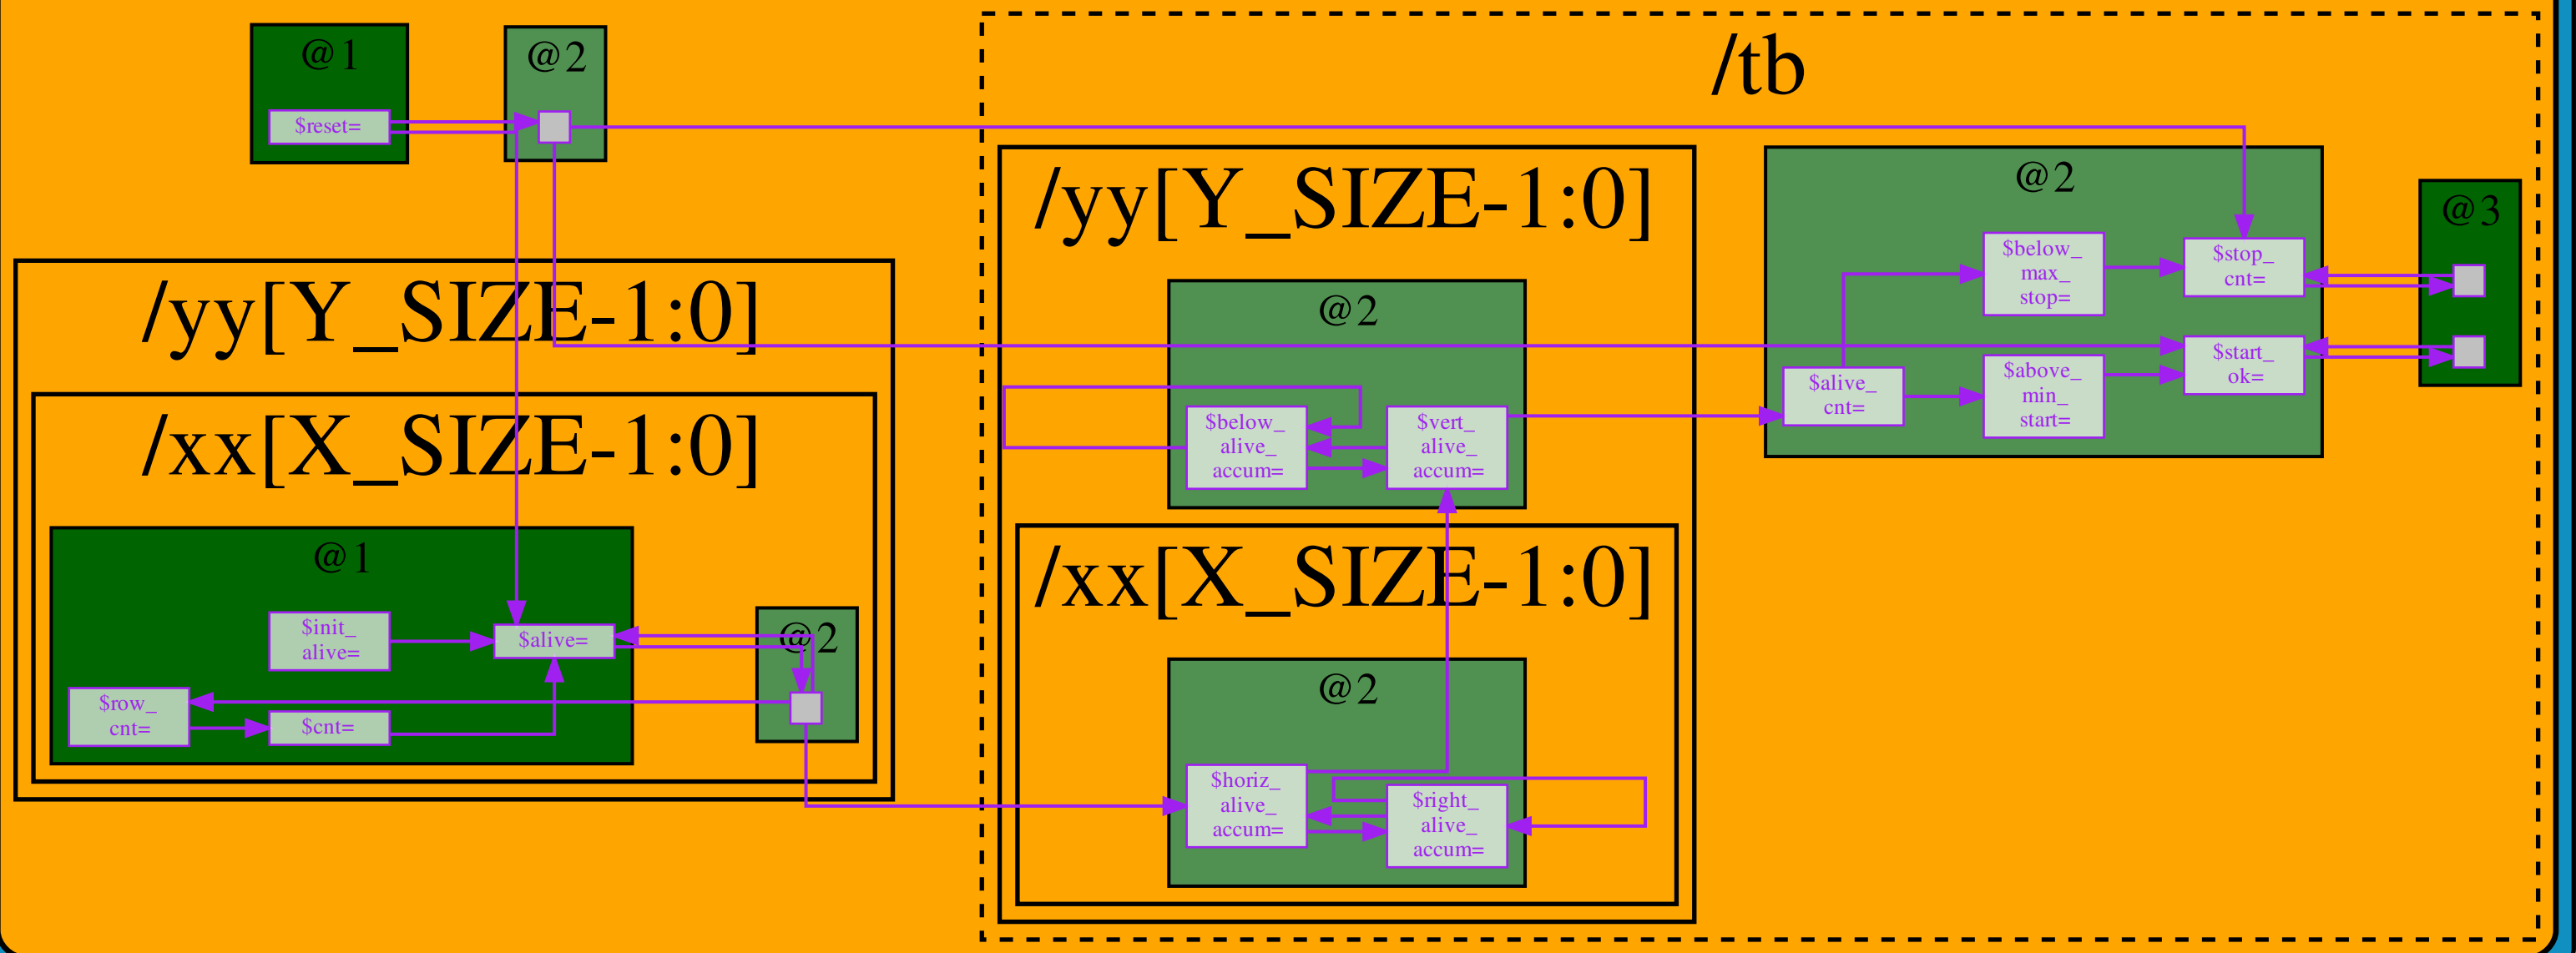 @1
$reset=
@2
/tb
/yy[Y_SIZE-1:0]
/xx[X_SIZE-1:0]
@1
$init_
alive=
$alive=
$row_
cnt=
$cnt=
@2
/yy[Y_SIZE-1:0]
@2
$below_
alive_
accum=
$vert_
alive_
accum=
/xx[X_SIZE-1:0]
@2
$horiz_
alive_
accum=
$right_
alive_
accum=
@2
$below_
max_
stop=
$stop_
cnt=
$alive_
cnt=
$above_
min_
start=
$start_
ok=
@3